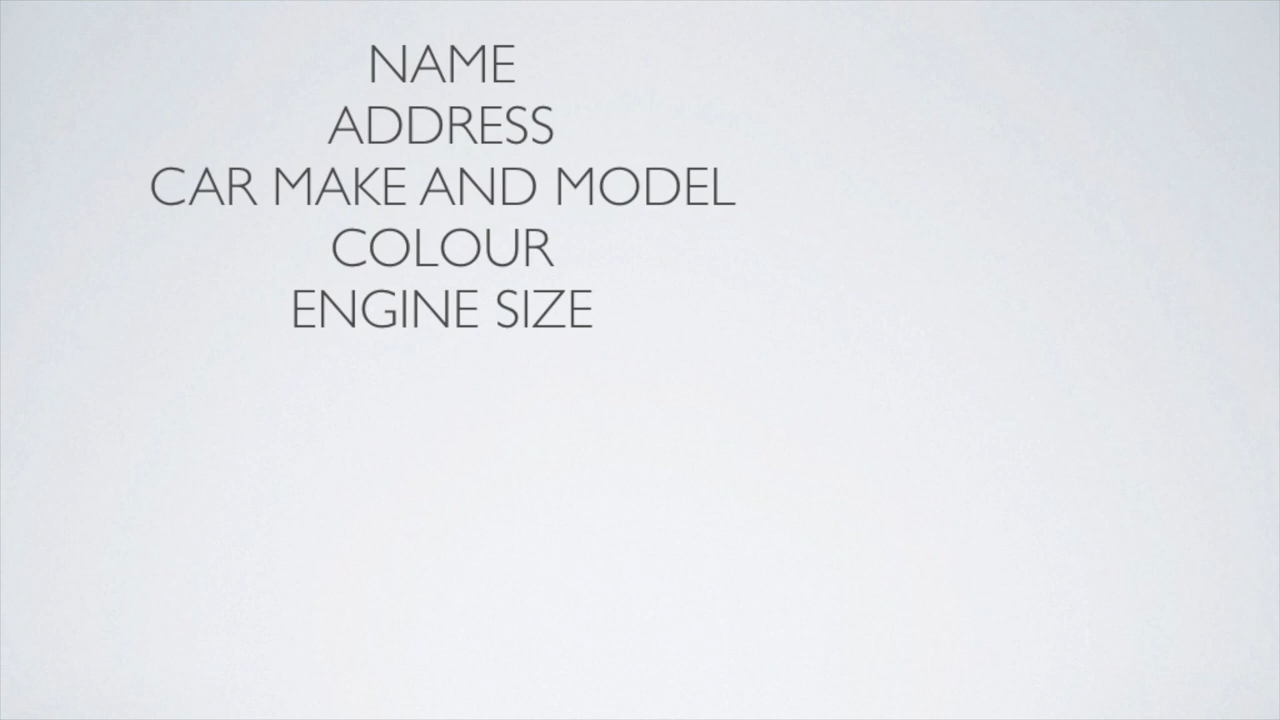 NAME
ADDRESS
CAR MAKE AND MODEL
COLOUR
ENGINE SIZE